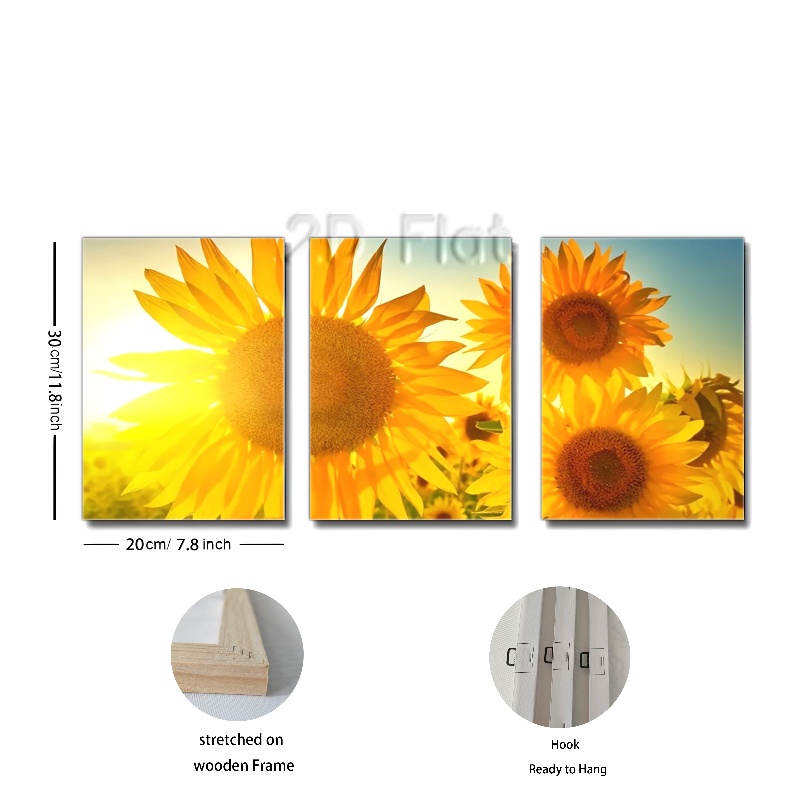 2D Flat
30cm/11.8inch
20cm/ 7.8 inch
stretched on
wooden Frame
Hook
Ready to Hang